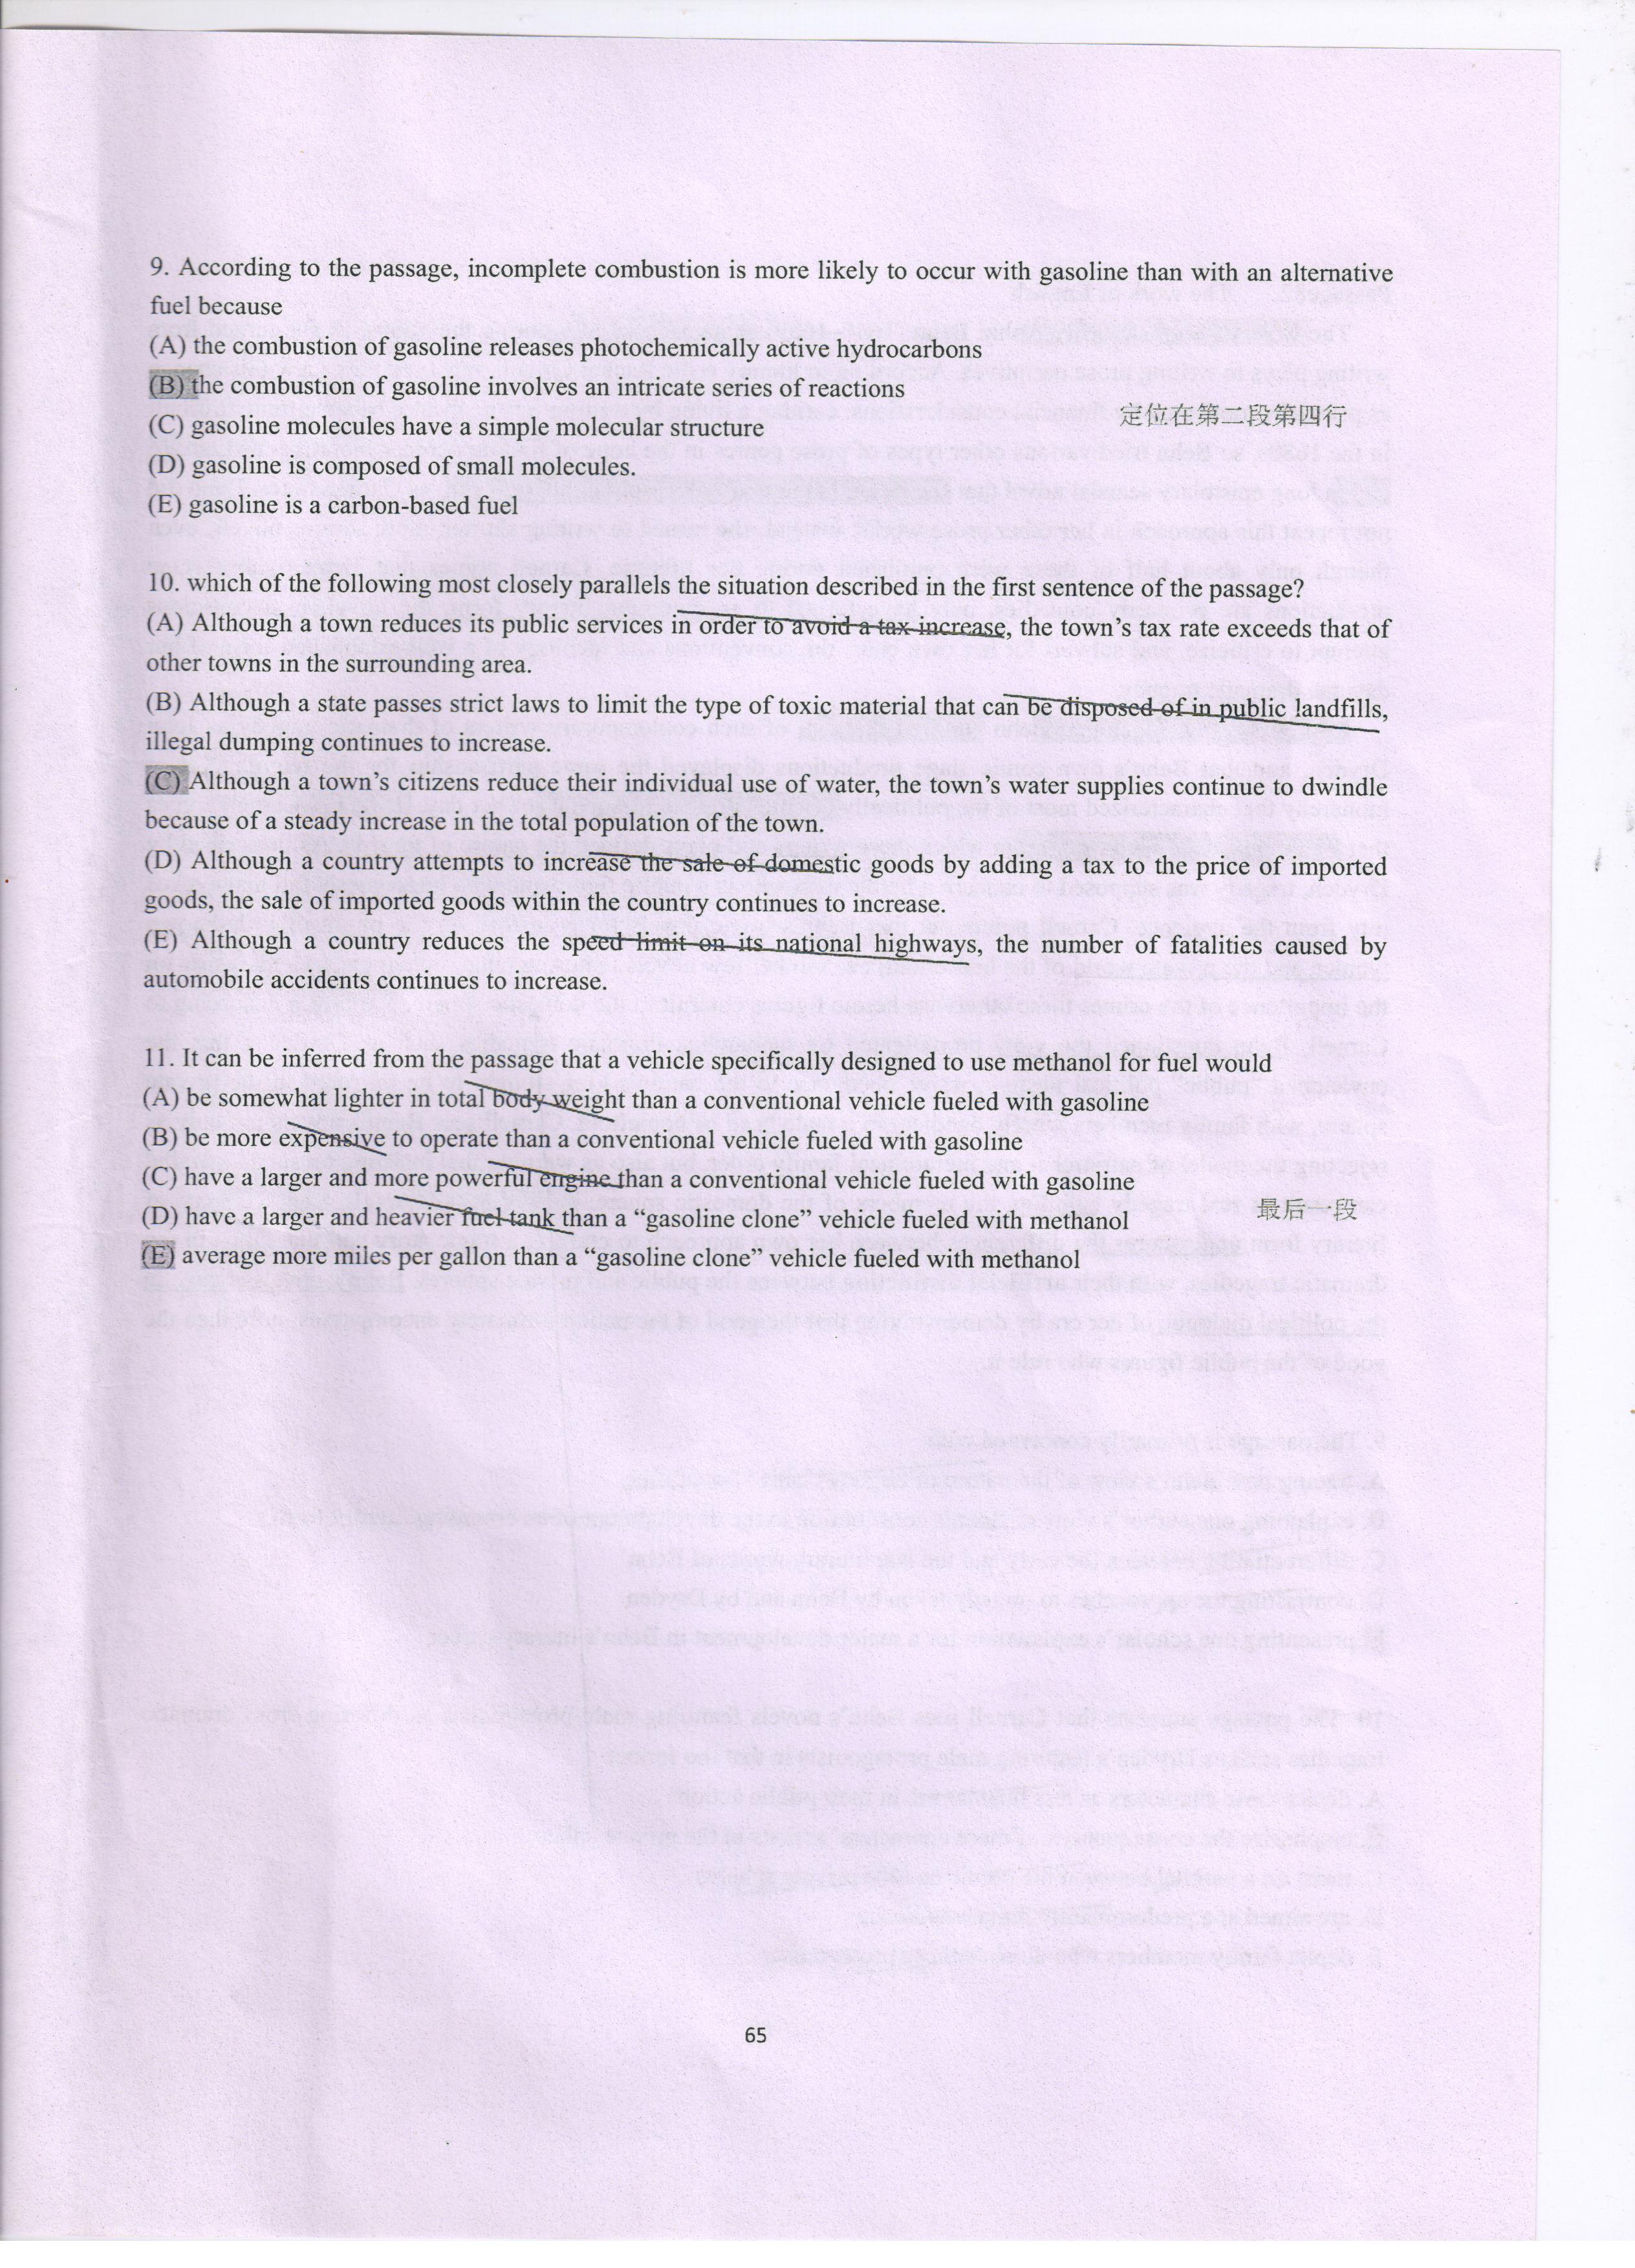 9. According to the passage, incomplete combustion is more likely to occur with gasoline than with an alternative
fuel because
(A) the combustion of gasoline releases photochemically active hydrocarbons
(B) the combustion of gasoline involves an intricate series of reactions
定位在第二段第四行
(C) gasoline molecules have a simple molecular structure
(D) gasoline is composed of small molecules.
(E) gasoline is a carbon-based fuel
10. which of the following most closely parallels the situation described in the first sentence of the passage?
(A) Although a town reduces its public services in order to avoid a tax increase, the town's tax rate exceeds that of
other towns in the surrounding area.
(B) Although a state passes strict laws to limit the type of toxic material that can be disposed of in public landfills,
illegal dumping continues to increase.
(C) Although a town's citizens reduce their individual use of water, the town's water supplies continue to dwindle
because of a steady increase in the total population of the town.
(D) Although a country attempts to increase the sale of domestic goods by adding a tax to the price of imported
goods, the sale of imported goods within the country continues to increase.
(E) Although a country reduces the speed limit on its national highways, the number of fatalities caused by
automobile accidents continues to increase.
11. It can be inferred from the passage that a vehicle specifically designed to use methanol for fuel would
(A) be somewhat lighter in total body weight than a conventional vehicle fueled with gasoline
(B) be more expensive to operate than a conventional vehicle fueled with gasoline
(C) have a larger and more powerful engine than a conventional vehicle fueled with gasoline
(D) have a larger and heavier fuel tank than a "gasoline clone" vehicle fueled with methanol
最后一段
(E) average more miles per gallon than a "gasoline clone" vehicle fueled with methanol
65